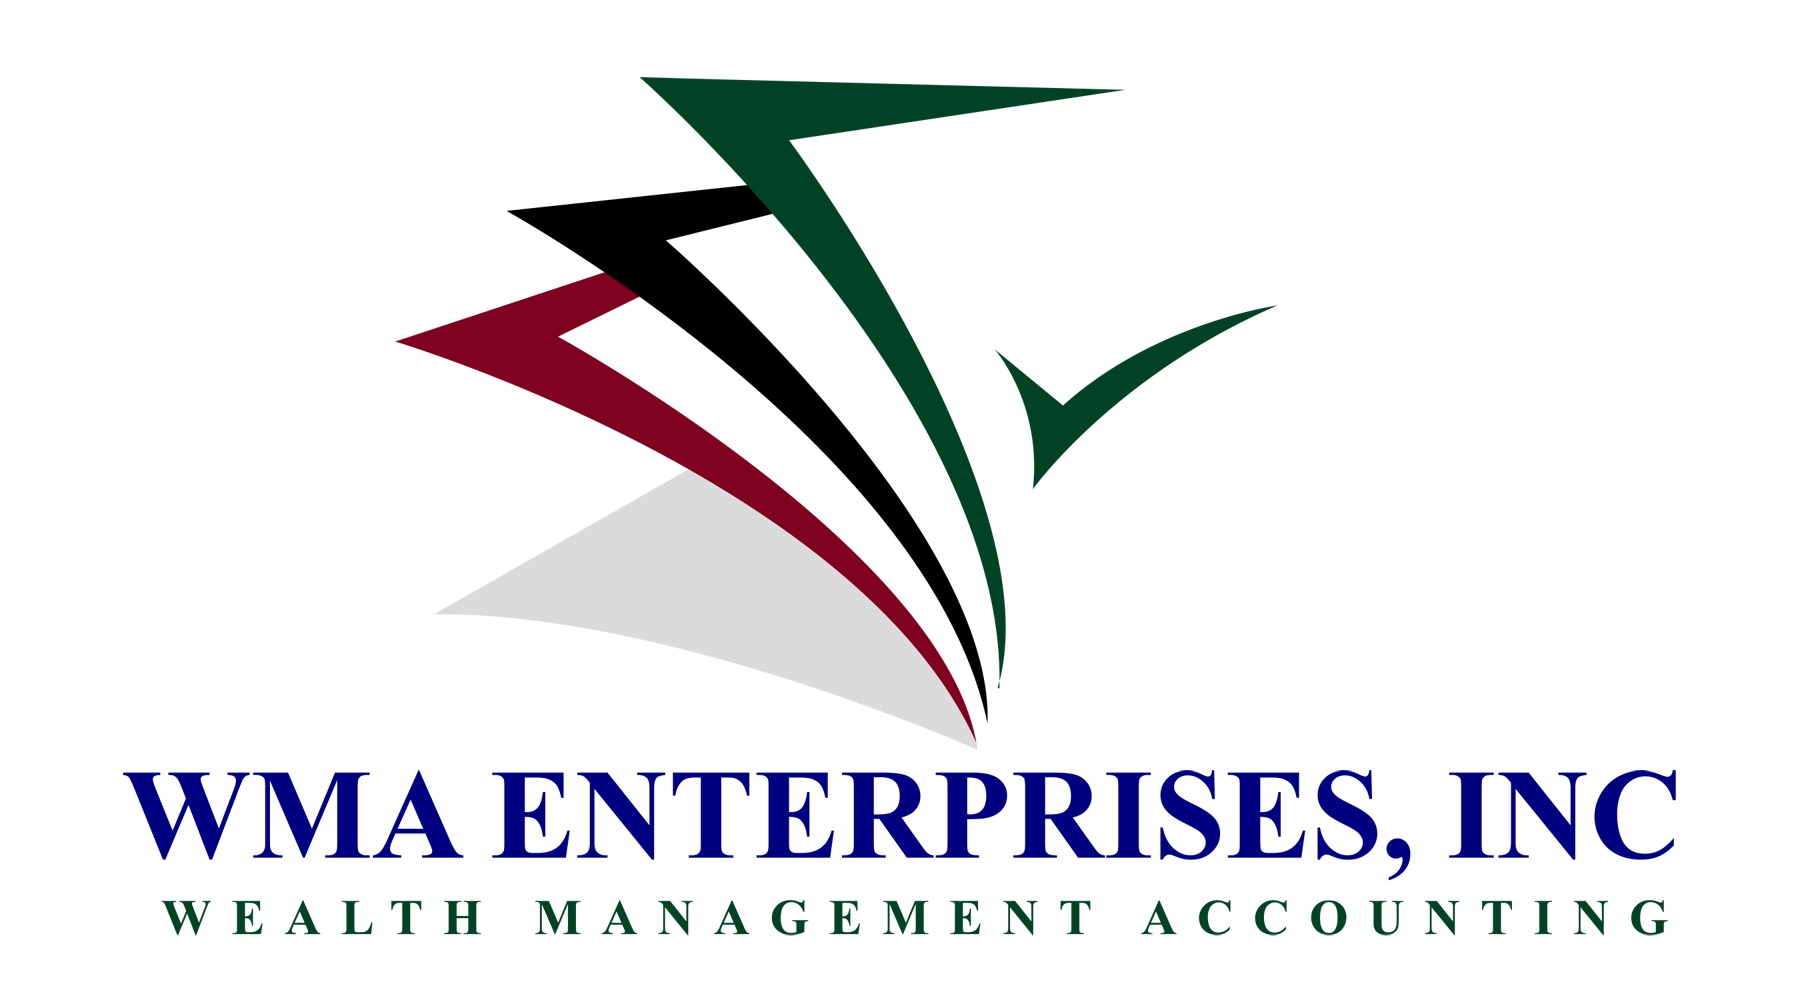 WMA ENTERPRISES, INC
WEALTH MANAGEMENT ACCOUNTING